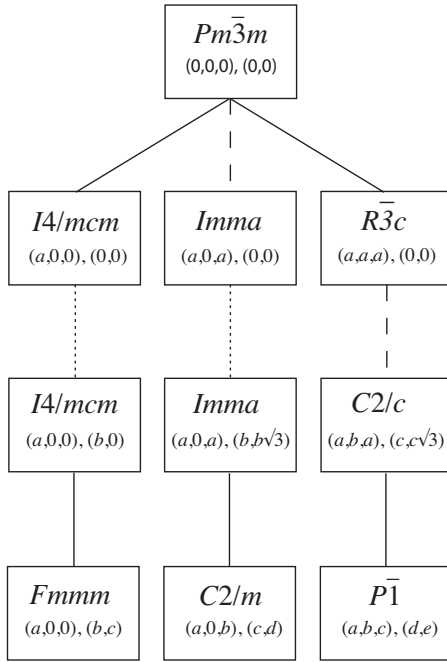 Pm3̅m
(0,0,0), (0,0)
I4/mcm
(a,0,0), (0,0)
Imma
(a,0,a), (0,0)
R3̅c
(a,a,a), (0,0)
I4/mcm
(a,0,0), (b,0)
Imma
(a,0,a), (b,b√3)
C2/c
(a,b,a), (c,c√3)
Fmmm
(a,0,0), (b,c)
C2/m
(a,0,b), (c,d)
P1̅
(a,b,c), (d,e)